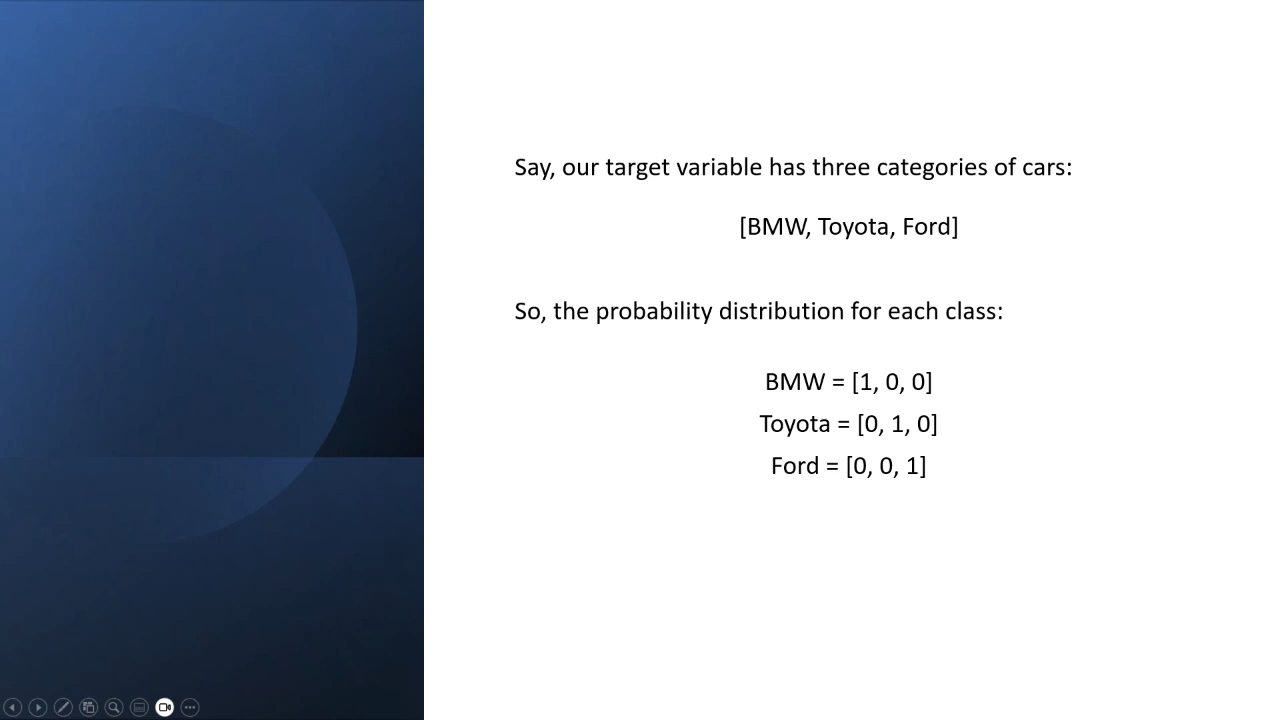 Say, our target variable has three categories of cars:
[BMW, Toyota, Ford]
So, the probability distribution for each class:
BMW = [1, 0, 0]
Toyota = [0, 1, 0]
Ford = [0, 0, 1]